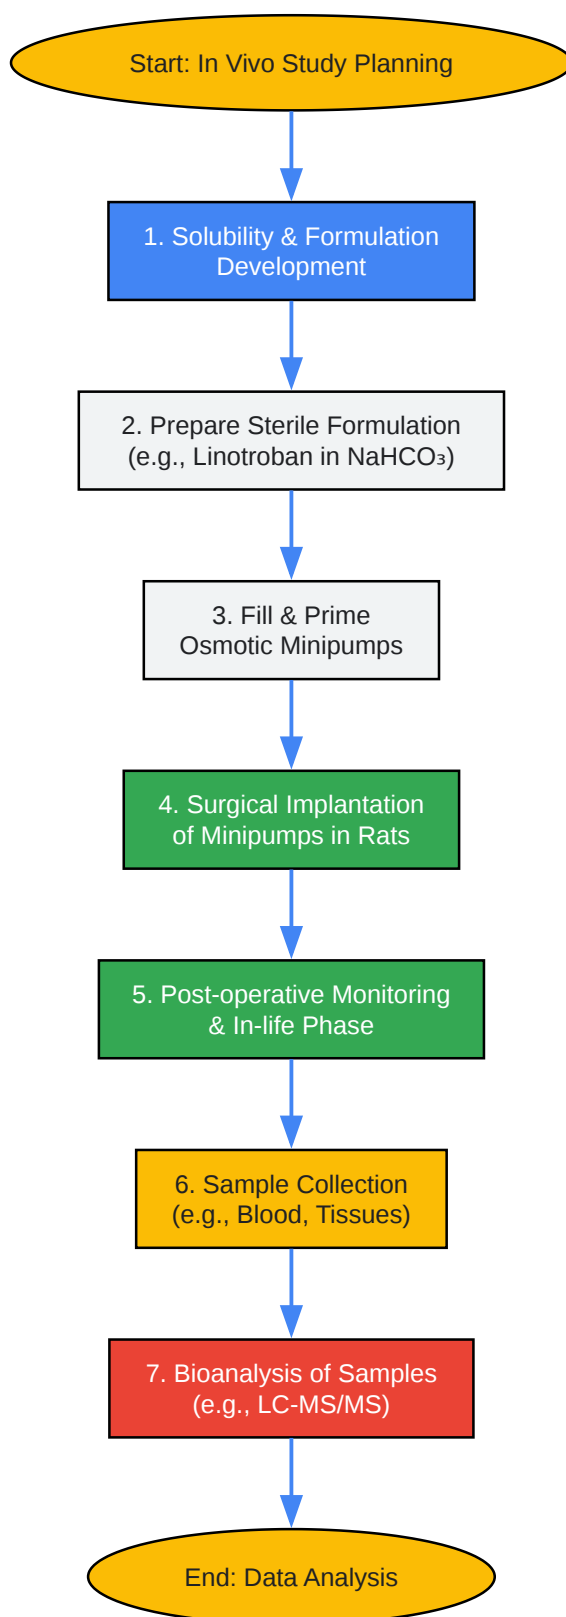 Start: In Vivo Study Planning
1. Solubility & Formulation
Development
2. Prepare Sterile Formulation
(e.g., Linotroban in NaHCO₃)
3. Fill & Prime
Osmotic Minipumps
4. Surgical Implantation
of Minipumps in Rats
5. Post-operative Monitoring
& In-life Phase
6. Sample Collection
(e.g., Blood, Tissues)
7. Bioanalysis of Samples
(e.g., LC-MS/MS)
End: Data Analysis